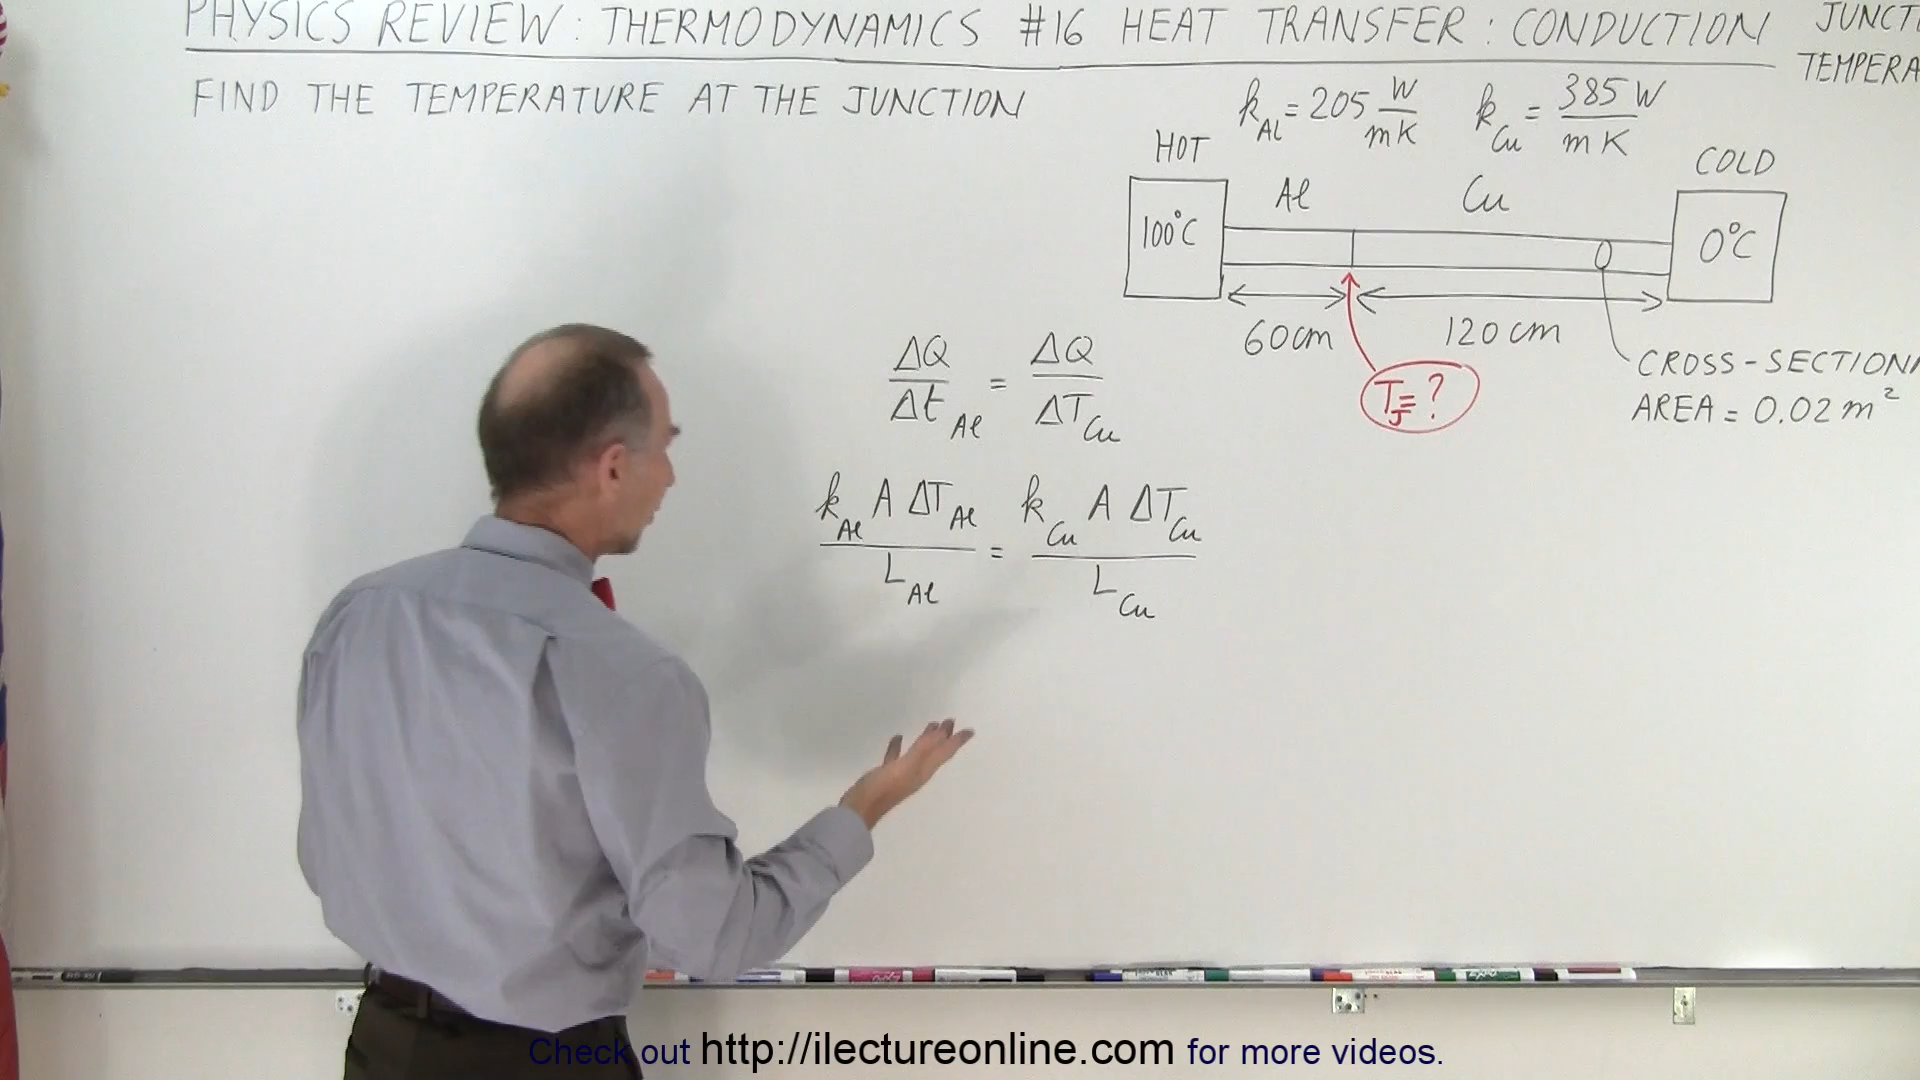 PHYSICS REVIEW: THERMODYNAMICS #16 HEAT TRANSFER: CONDUCTION
FIND THE TEMPERATURE AT THE JUNCTION
k_Al = 205 W/mK k_Cu = 385 W/mK
HOT
COLD
Al Cu
100°C
0°C
60cm 120 cm
T_J = ?
CROSS-SECTION
AREA = 0.02 m²
ΔQ/Δt_Al = ΔQ/ΔT_Cu
k_Al A ΔT_Al / L_Al = k_Cu A ΔT_Cu / L_Cu
Check out http://ilectureonline.com for more videos.